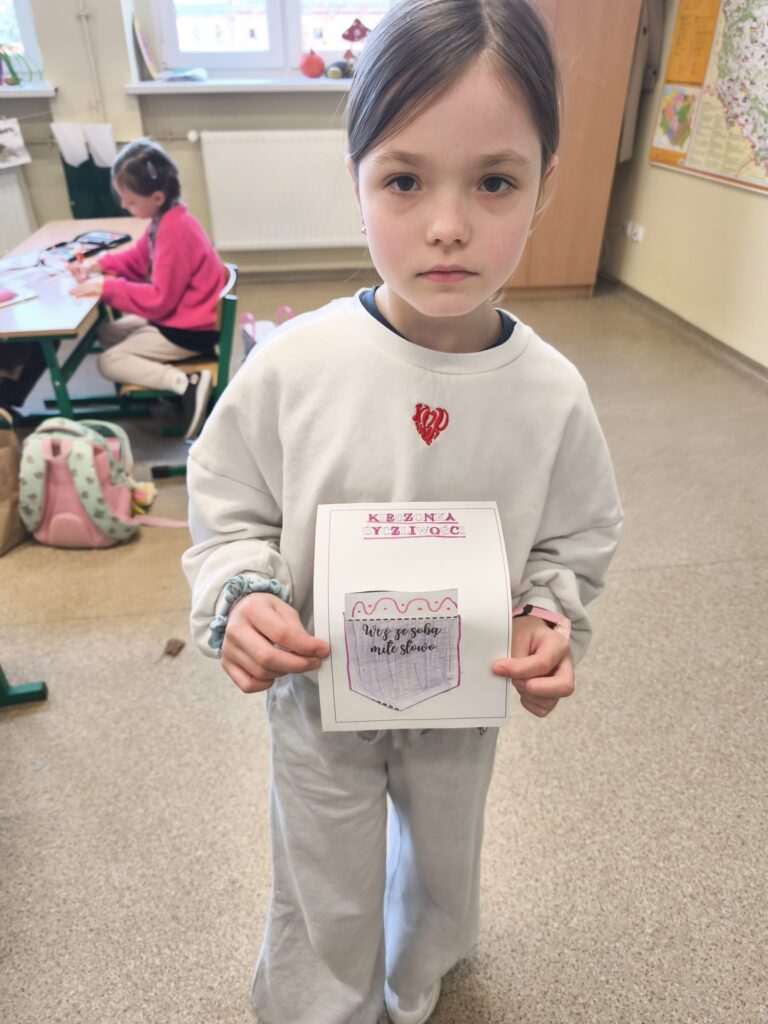 KIESZONKA
ŻYCZLIWOŚCI
Weź ze sobą
miłe słowo